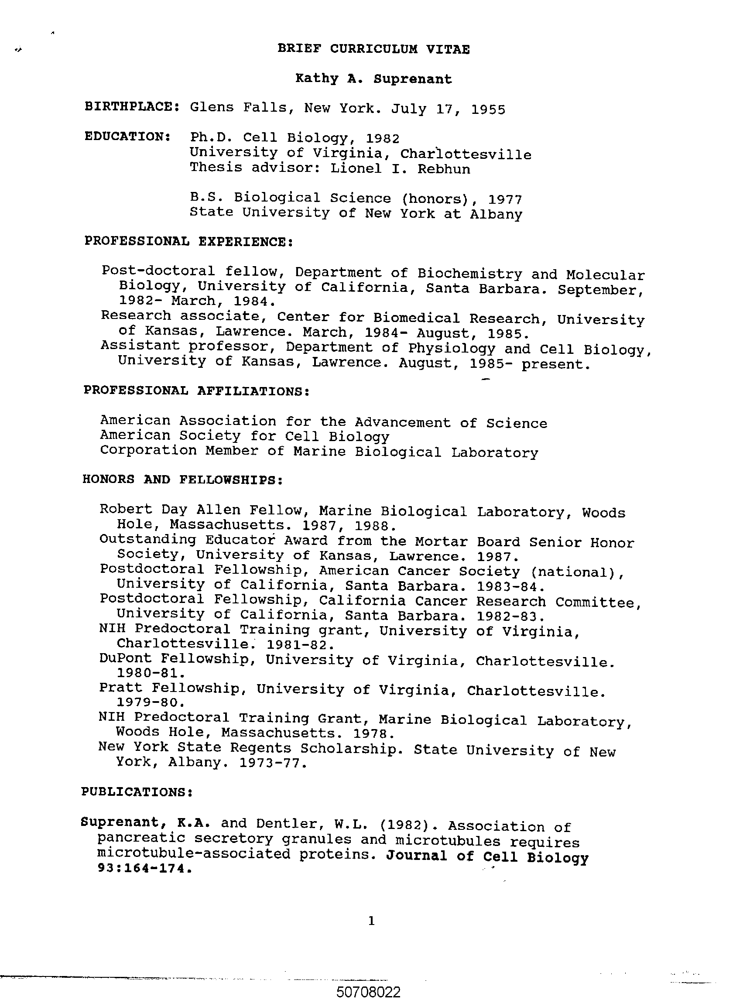 BRIEF CURRICULUM VITAE
Kathy A. Suprenant
BIRTHPLACE: Glens Falls, New York. July 17, 1955
EDUCATION: Ph.D. Cell Biology, 1982
University of Virginia, Charlottesville
Thesis advisor: Lionel I. Rebhun
B.S. Biological Science (honors), 1977
State University of New York at Albany
PROFESSIONAL EXPERIENCE:
Post-doctoral fellow, Department of Biochemistry and Molecular
Biology, University of California, Santa Barbara. September,
1982- March, 1984.
Research associate, Center for Biomedical Research, University
of Kansas, Lawrence. March, 1984- August, 1985.
Assistant professor, Department of Physiology and Cell Biology,
University of Kansas, Lawrence. August, 1985- present.
PROFESSIONAL AFFILIATIONS:
American Association for the Advancement of Science
American Society for Cell Biology
Corporation Member of Marine Biological Laboratory
HONORS AND FELLOWSHIPS:
Robert Day Allen Fellow, Marine Biological Laboratory, Woods
Hole, Massachusetts. 1987, 1988.
Outstanding Educator Award from the Mortar Board Senior Honor
Society, University of Kansas, Lawrence. 1987.
Postdoctoral Fellowship, American Cancer Society (national),
University of California, Santa Barbara. 1983-84.
Postdoctoral Fellowship, California Cancer Research Committee,
University of California, Santa Barbara. 1982-83.
NIH Predoctoral Training grant, University of Virginia,
Charlottesville. 1981-82.
DuPont Fellowship, University of Virginia, Charlottesville.
1980-81.
Pratt Fellowship, University of Virginia, Charlottesville.
1979-80.
NIH Predoctoral Training Grant, Marine Biological Laboratory,
Woods Hole, Massachusetts. 1978.
New York State Regents Scholarship. State University of New
York, Albany. 1973-77.
PUBLICATIONS:
Suprenant, K.A. and Dentler, W.L. (1982). Association of
pancreatic secretory granules and microtubules requires
microtubule-associated proteins. Journal of Cell Biology
93:164-174.
1
50708022